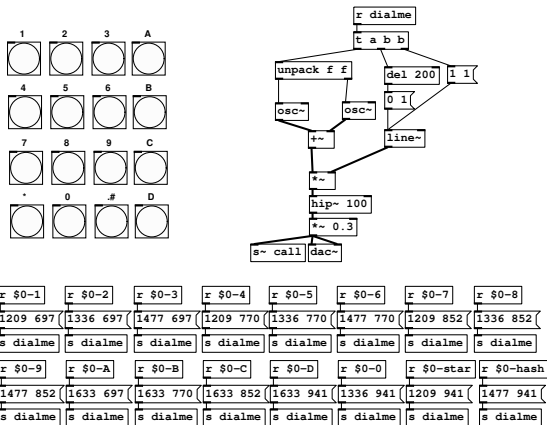 1 2 3 A
4 5 6 B
7 8 9 C
* 0 .# D
r dialme
t a b b
unpack f f
del 200
1 1
0 1
osc~
osc~
+~
line~
*~
hip~ 100
*~ 0.3
s~ call
dac~
r $0-1 r $0-2 r $0-3 r $0-4 r $0-5 r $0-6 r $0-7 r $0-8
1209 697 1336 697 1477 697 1209 770 1336 770 1477 770 1209 852 1336 852
s dialme s dialme s dialme s dialme s dialme s dialme s dialme s dialme
r $0-9 r $0-A r $0-B r $0-C r $0-D r $0-0 r $0-star r $0-hash
1477 852 1633 697 1633 770 1633 852 1633 941 1336 941 1209 941 1477 941
s dialme s dialme s dialme s dialme s dialme s dialme s dialme s dialme